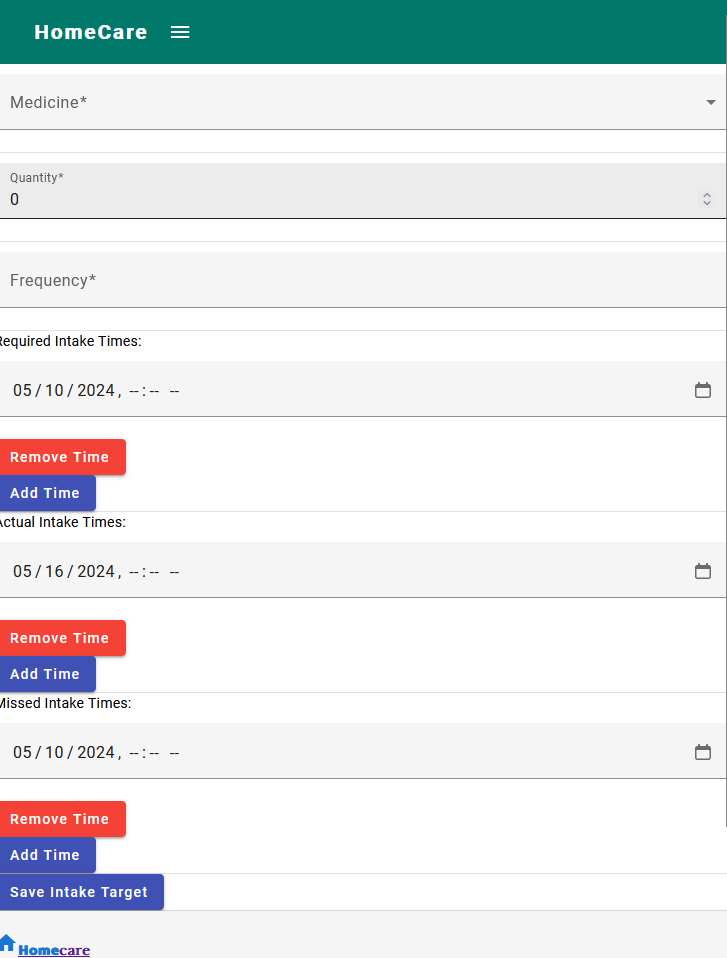 HomeCare
Medicine*
Quantity*
0
Frequency*
Required Intake Times:
05/10/2024, --:-- --
Remove Time
Add Time
Actual Intake Times:
05/16/2024, --:-- --
Remove Time
Add Time
Missed Intake Times:
05/10/2024, --:-- --
Remove Time
Add Time
Save Intake Target
Homecare